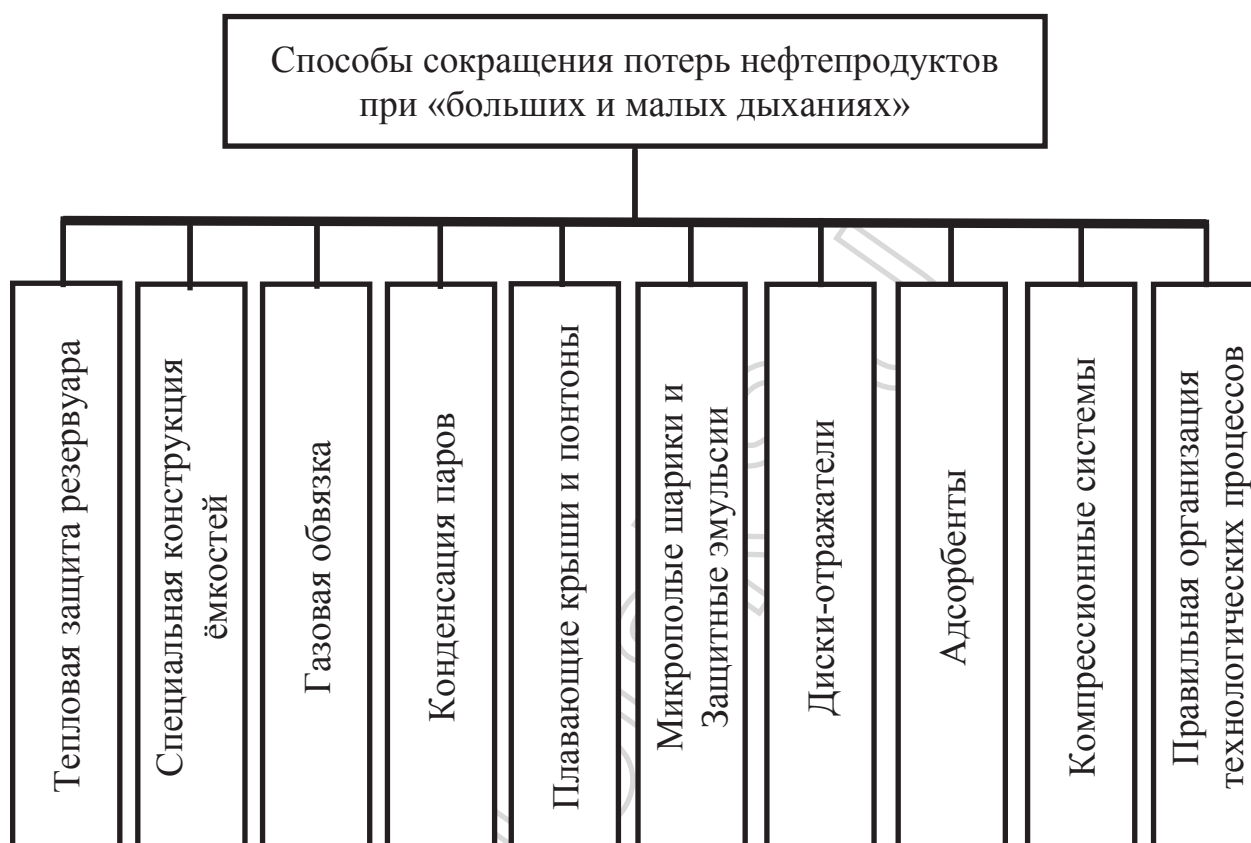 Способы сокращения потерь нефтепродуктов
при «больших и малых дыханиях»
Тепловая защита резервуара
Специальная конструкция
ёмкостей
Газовая обвязка
Конденсация паров
Плавающие крыши и понтоны
Микрополые шарики и
Защитные эмульсии
Диски-отражатели
Адсорбенты
Компрессионные системы
Правильная организация
технологических процессов